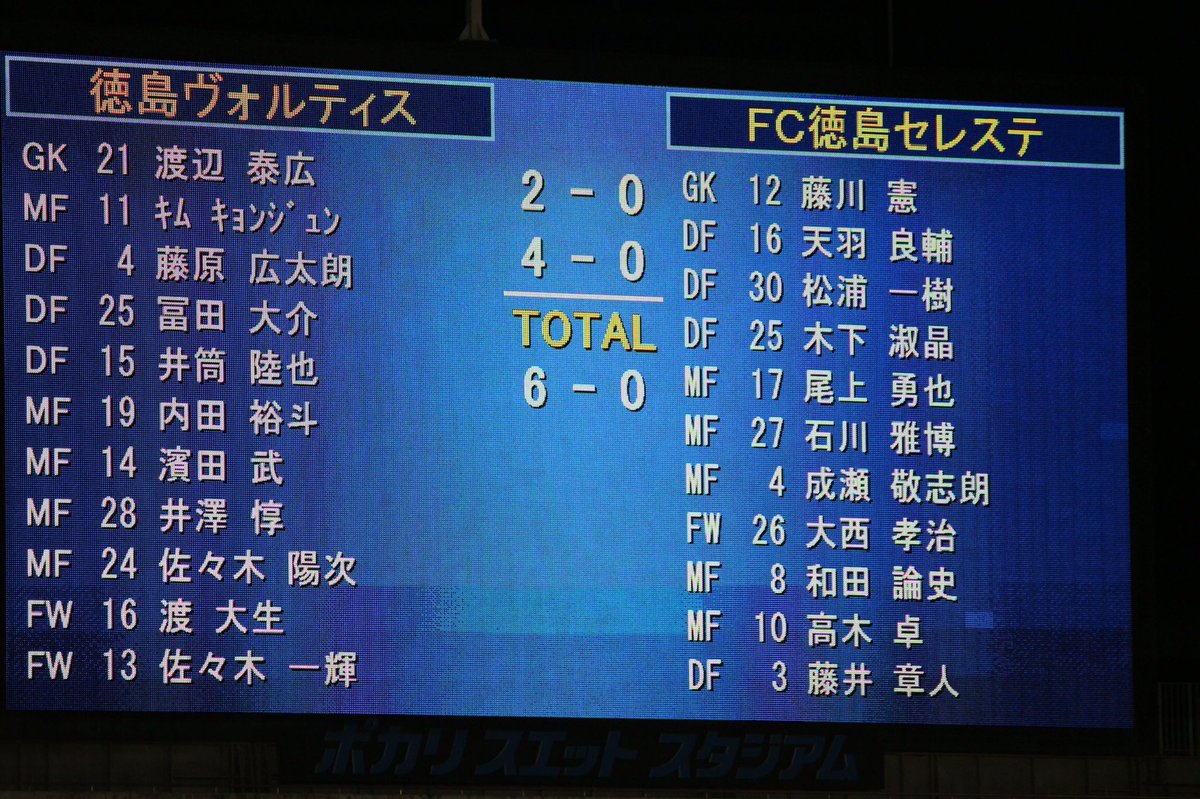 徳島ヴォルティス
GK 21 渡辺 泰広
MF 11 ｷﾑ ｷｮﾝｼﾞｭﾝ
DF 4 藤原 広太朗
DF 25 冨田 大介
DF 15 井筒 陸也
MF 19 内田 裕斗
MF 14 濱田 武
MF 28 井澤 惇
MF 24 佐々木 陽次
FW 16 渡 大生
FW 13 佐々木 一輝
2 - 0
4 - 0
TOTAL
6 - 0
FC徳島セレステ
GK 12 藤川 憲
DF 16 天羽 良輔
DF 30 松浦 一樹
DF 25 木下 淑晶
MF 17 尾上 勇也
MF 27 石川 雅博
MF 4 成瀬 敬志朗
FW 26 大西 孝治
MF 8 和田 論史
MF 10 高木 卓
DF 3 藤井 章人
ポカリスエット スタジアム